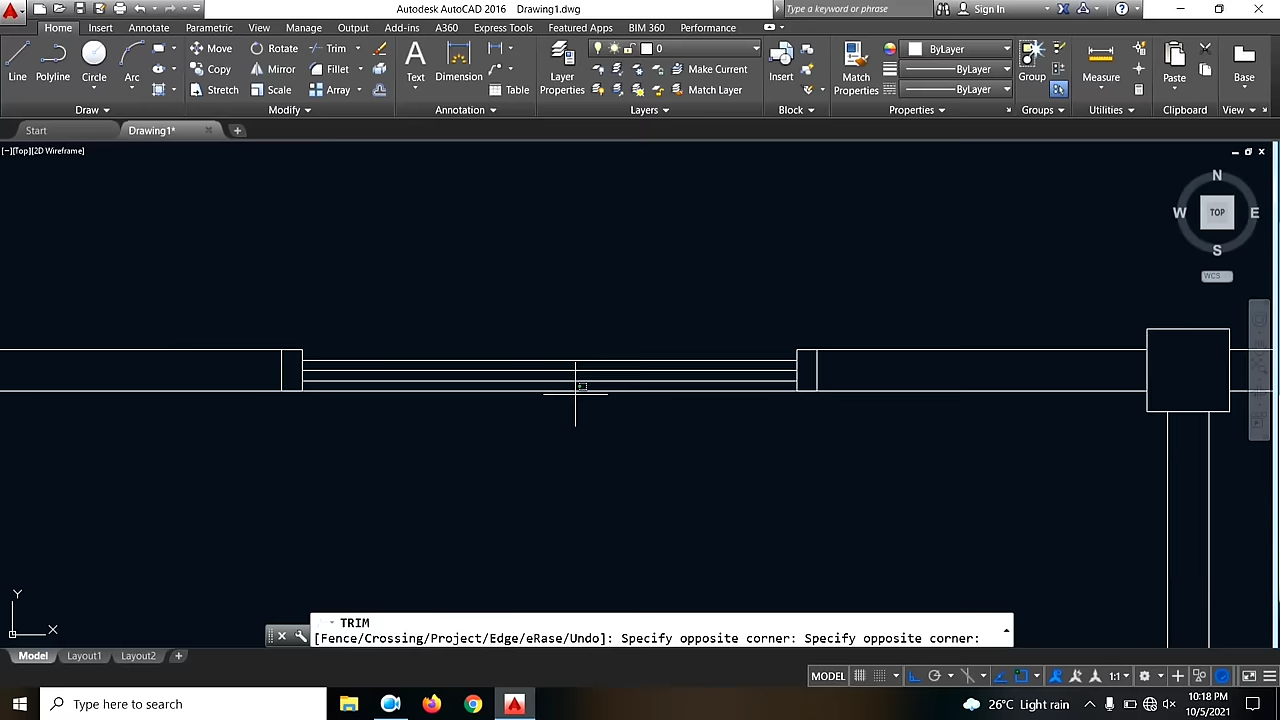 Autodesk AutoCAD 2016 Drawing1.dwg
Type a keyword or phrase
Sign In
Home Insert Annotate Parametric View Manage Output Add-ins A360 Express Tools Featured Apps BIM 360 Performance
Line Polyline Circle Arc
Move Rotate Trim
Copy Mirror Fillet
Stretch Scale Array
Text Dimension Table
Layer Properties
0
Make Current
Match Layer
Insert
Match Properties
ByLayer
ByLayer
ByLayer
Group
Measure
Paste
Base
Draw Modify Annotation Layers Block Properties Groups Utilities Clipboard View
Start Drawing1*
[−][Top][2D Wireframe]
N
W TOP E
S
WCS
Y
X
TRIM
[Fence/Crossing/Project/Edge/eRase/Undo]: Specify opposite corner: Specify opposite corner:
Model Layout1 Layout2
MODEL 1:1
Type here to search
26°C Light rain
10:18 PM
10/5/2021